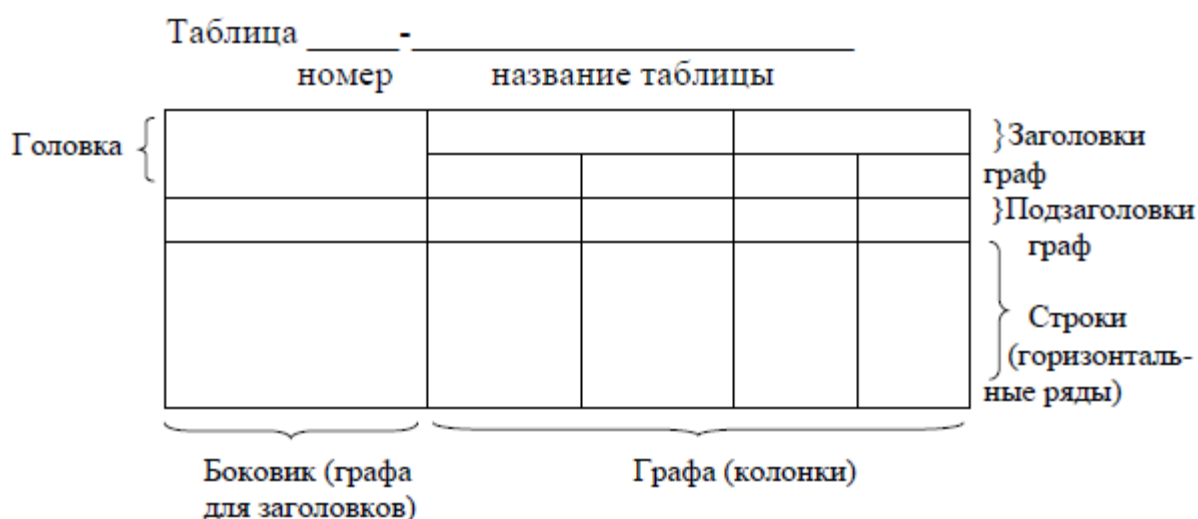 Таблица _____-________________________
номер название таблицы
Головка
}Заголовки
граф
}Подзаголовки
граф
Строки
(горизонталь-
ные ряды)
Боковик (графа
для заголовков)
Графа (колонки)